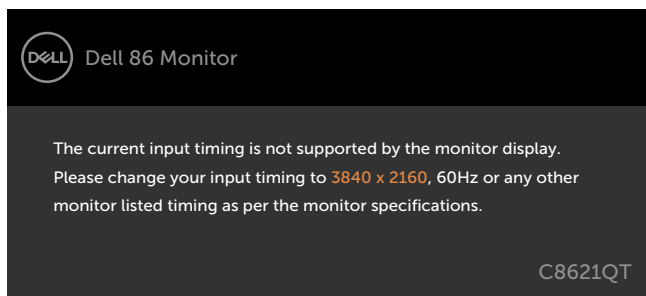 DELL
Dell 86 Monitor
The current input timing is not supported by the monitor display.
Please change your input timing to 3840 x 2160, 60Hz or any other
monitor listed timing as per the monitor specifications.
C8621QT